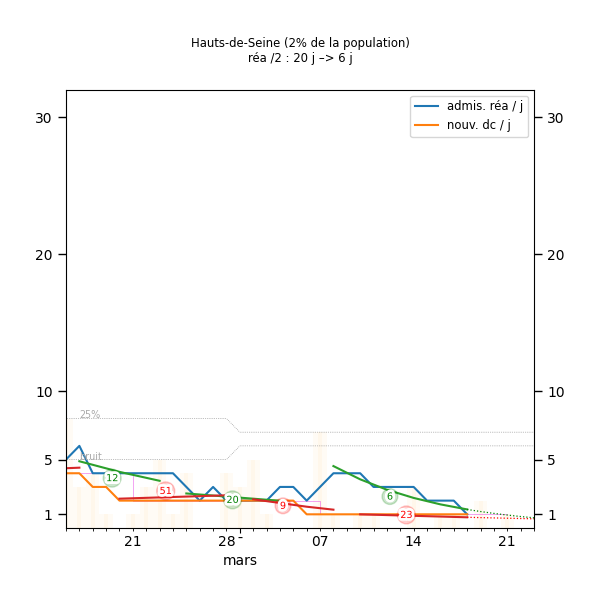 Hauts-de-Seine (2% de la population)
réa /2 : 20 j –> 6 j
admis. réa / j
nouv. dc / j
30 30
20 20
10 10
25%
bruit
5 5
12
51
20
9
6
23
1 1
21 28 07 14 21
mars